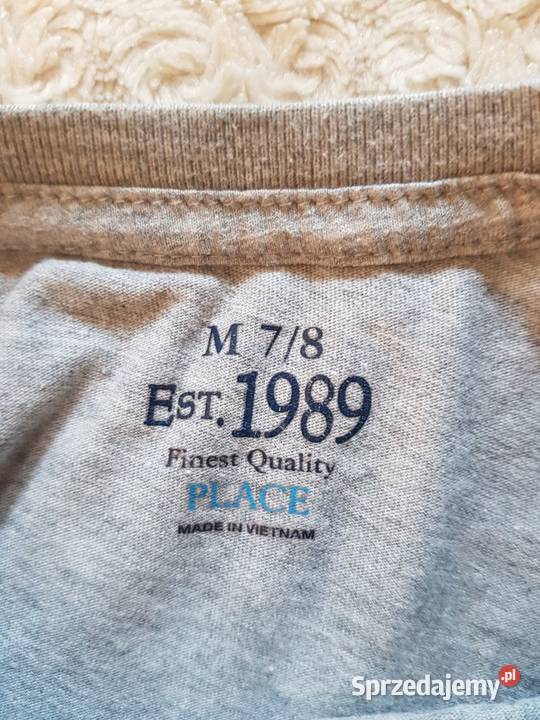 M 7/8
EST. 1989
Finest Quality
PLACE
MADE IN VIETNAM
Sprzedajemy.pl